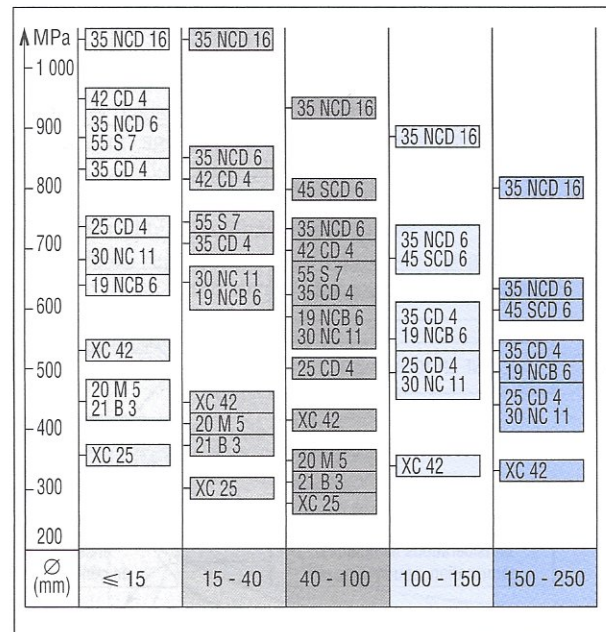 MPa
1 000
900
800
700
600
500
400
300
200
35 NCD 16
42 CD 4
35 NCD 6
55 S 7
35 CD 4
25 CD 4
30 NC 11
19 NCB 6
XC 42
20 M 5
21 B 3
XC 25
35 NCD 16
35 NCD 6
42 CD 4
55 S 7
35 CD 4
30 NC 11
19 NCB 6
XC 42
20 M 5
21 B 3
XC 25
35 NCD 16
45 SCD 6
35 NCD 6
42 CD 4
55 S 7
35 CD 4
19 NCB 6
30 NC 11
25 CD 4
XC 42
20 M 5
21 B 3
XC 25
35 NCD 16
35 NCD 6
45 SCD 6
35 CD 4
19 NCB 6
25 CD 4
30 NC 11
XC 42
35 NCD 16
35 NCD 6
45 SCD 6
35 CD 4
19 NCB 6
25 CD 4
30 NC 11
XC 42
Ø
(mm)
⩽ 15
15 - 40
40 - 100
100 - 150
150 - 250